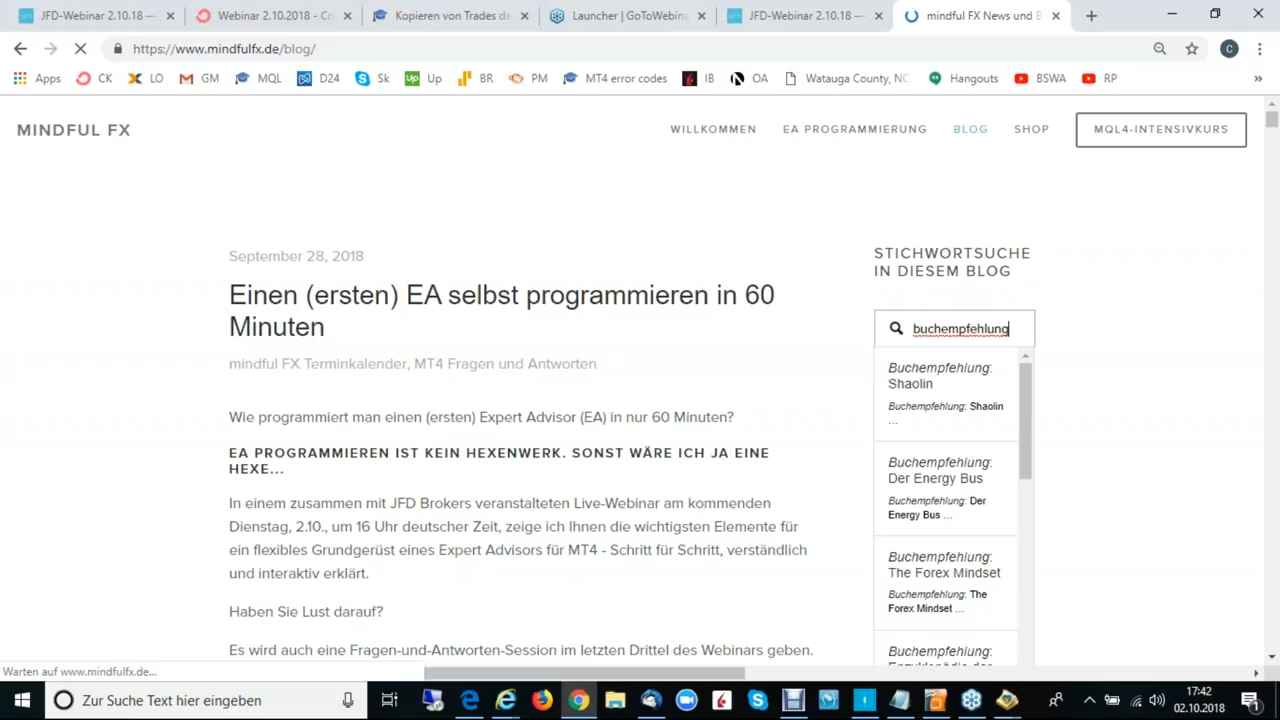 JFD-Webinar 2.10.18 —
Webinar 2.10.2018 - Co
Kopieren von Trades de
Launcher | GoToWebina
JFD-Webinar 2.10.18 —
mindful FX News und B
https://www.mindfulfx.de/blog/
Apps
CK
LO
GM
MQL
D24
Sk
Up
BR
PM
MT4 error codes
IB
OA
Watauga County, NC
Hangouts
BSWA
RP
MINDFUL FX
WILLKOMMEN
EA PROGRAMMIERUNG
BLOG
SHOP
MQL4-INTENSIVKURS
September 28, 2018
Einen (ersten) EA selbst programmieren in 60
Minuten
mindful FX Terminkalender, MT4 Fragen und Antworten
Wie programmiert man einen (ersten) Expert Advisor (EA) in nur 60 Minuten?
EA PROGRAMMIEREN IST KEIN HEXENWERK. SONST WÄRE ICH JA EINE
HEXE...
In einem zusammen mit JFD Brokers veranstalteten Live-Webinar am kommenden
Dienstag, 2.10., um 16 Uhr deutscher Zeit, zeige ich Ihnen die wichtigsten Elemente für
ein flexibles Grundgerüst eines Expert Advisors für MT4 - Schritt für Schritt, verständlich
und interaktiv erklärt.
Haben Sie Lust darauf?
Es wird auch eine Fragen-und-Antworten-Session im letzten Drittel des Webinars geben.
STICHWORTSUCHE
IN DIESEM BLOG
buchempfehlung
Buchempfehlung:
Shaolin
Buchempfehlung: Shaolin
...
Buchempfehlung:
Der Energy Bus
Buchempfehlung: Der
Energy Bus ...
Buchempfehlung:
The Forex Mindset
Buchempfehlung: The
Forex Mindset ...
Buchempfehlung:
Enzyklopädie der
Warten auf www.mindfulfx.de...
Zur Suche Text hier eingeben
17:42
02.10.2018